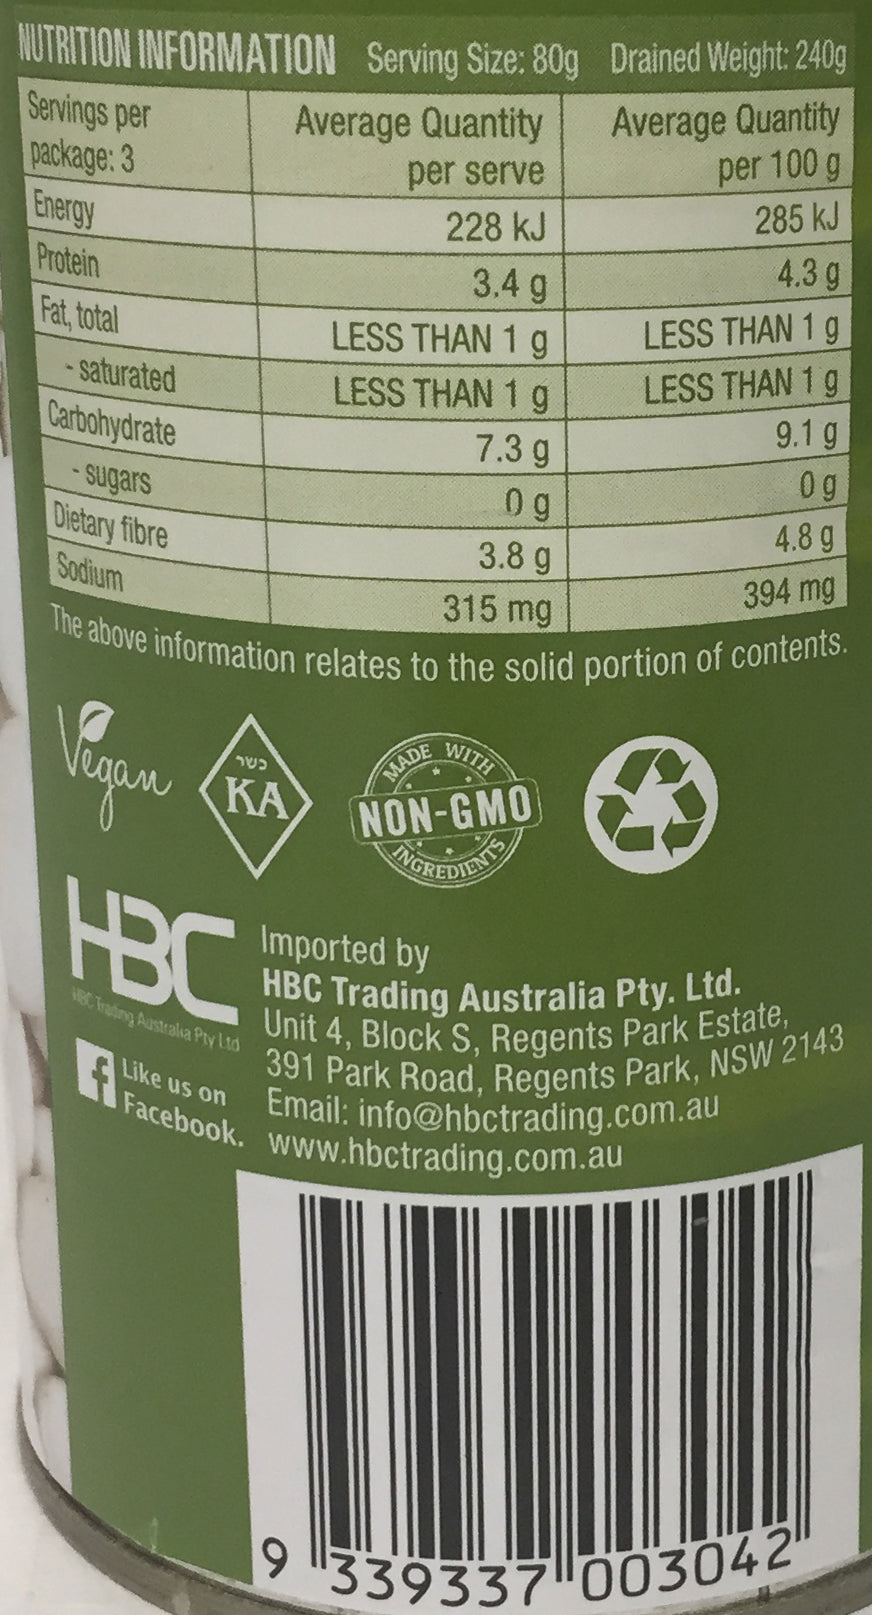 NUTRITION INFORMATION Serving Size: 80g Drained Weight: 240g
Servings per package: 3 Average Quantity per serve Average Quantity per 100 g
Energy 228 kJ 285 kJ
Protein 3.4 g 4.3 g
Fat, total LESS THAN 1 g LESS THAN 1 g
- saturated LESS THAN 1 g LESS THAN 1 g
Carbohydrate 7.3 g 9.1 g
- sugars 0 g 0 g
Dietary fibre 3.8 g 4.8 g
Sodium 315 mg 394 mg
The above information relates to the solid portion of contents.
Vegan
כשר
KA
MADE WITH
NON-GMO
INGREDIENTS
HBC
HBC Trading Australia Pty Ltd
Imported by
HBC Trading Australia Pty. Ltd.
Unit 4, Block S, Regents Park Estate,
391 Park Road, Regents Park, NSW 2143
Email: info@hbctrading.com.au
www.hbctrading.com.au
f Like us on
Facebook.
9 339337 003042